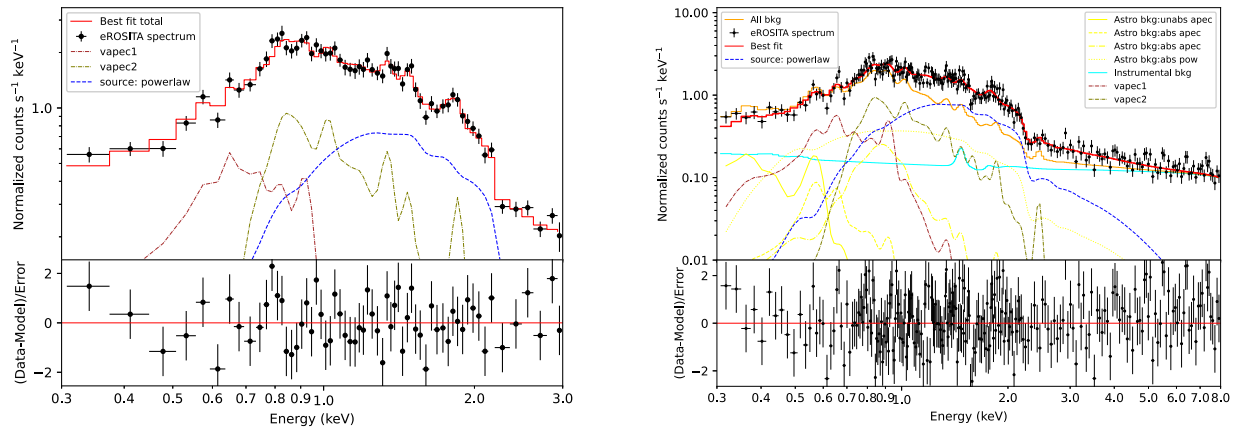 Best fit total
eROSITA spectrum
vapec1
vapec2
source: powerlaw
Normalized counts s⁻¹ keV⁻¹
1.0
(Data-Model)/Error
2
0
−2
0.3 0.4 0.5 0.6 0.7 0.8 0.9 1.0 2.0 3.0
Energy (keV)
All bkg
eROSITA spectrum
Best fit
source: powerlaw
Astro bkg:unabs apec
Astro bkg:abs apec
Astro bkg:abs apec
Astro bkg:abs pow
Instrumental bkg
vapec1
vapec2
Normalized counts s⁻¹ keV⁻¹
10.00
1.00
0.10
0.01
(Data-Model)/Error
2
0
−2
0.3 0.4 0.5 0.6 0.7 0.8 0.9 1.0 2.0 3.0 4.0 5.0 6.0 7.0 8.0
Energy (keV)